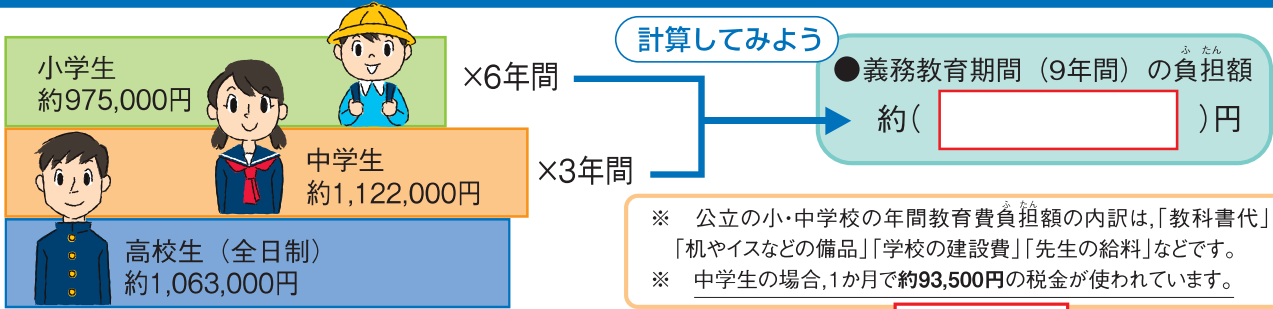 計算してみよう
小学生
約975,000円
×6年間
中学生
約1,122,000円
×3年間
高校生（全日制）
約1,063,000円
●義務教育期間（9年間）の負担額
ふたん
約(　　　)円
※　公立の小・中学校の年間教育費負担額の内訳は,「教科書代」
ふたん
「机やイスなどの備品」「学校の建設費」「先生の給料」などです。
※　中学生の場合,1か月で約93,500円の税金が使われています。